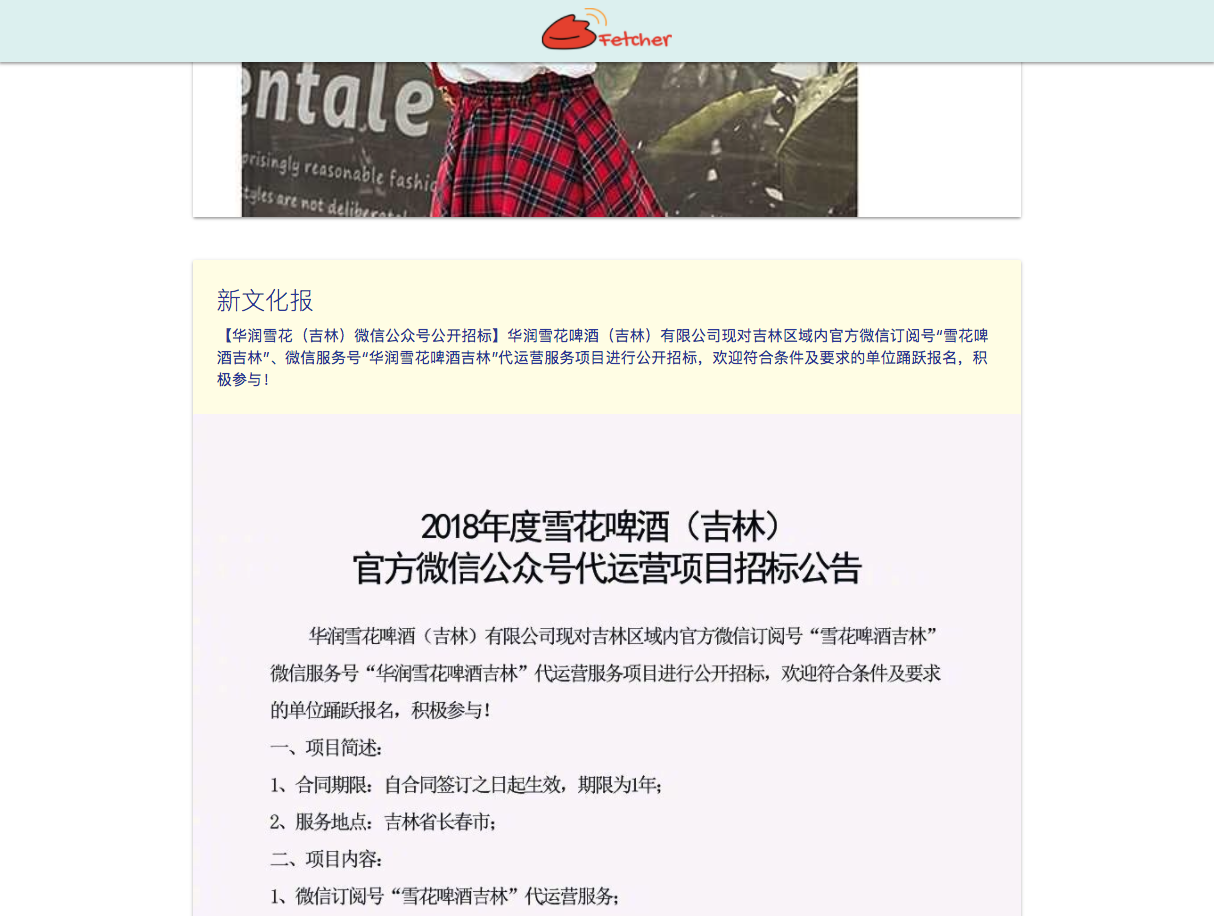 Fetcher
entale
prisingly reasonable fashio
tyles are not deliberat
新文化报
【华润雪花（吉林）微信公众号公开招标】华润雪花啤酒（吉林）有限公司现对吉林区域内官方微信订阅号“雪花啤
酒吉林”、微信服务号“华润雪花啤酒吉林”代运营服务项目进行公开招标，欢迎符合条件及要求的单位踊跃报名，积
极参与！
2018年度雪花啤酒（吉林）
官方微信公众号代运营项目招标公告
华润雪花啤酒（吉林）有限公司现对吉林区域内官方微信订阅号“雪花啤酒吉林”
微信服务号“华润雪花啤酒吉林”代运营服务项目进行公开招标，欢迎符合条件及要求
的单位踊跃报名，积极参与！
一、项目简述：
1、合同期限：自合同签订之日起生效，期限为1年；
2、服务地点：吉林省长春市；
二、项目内容：
1、微信订阅号“雪花啤酒吉林”代运营服务；